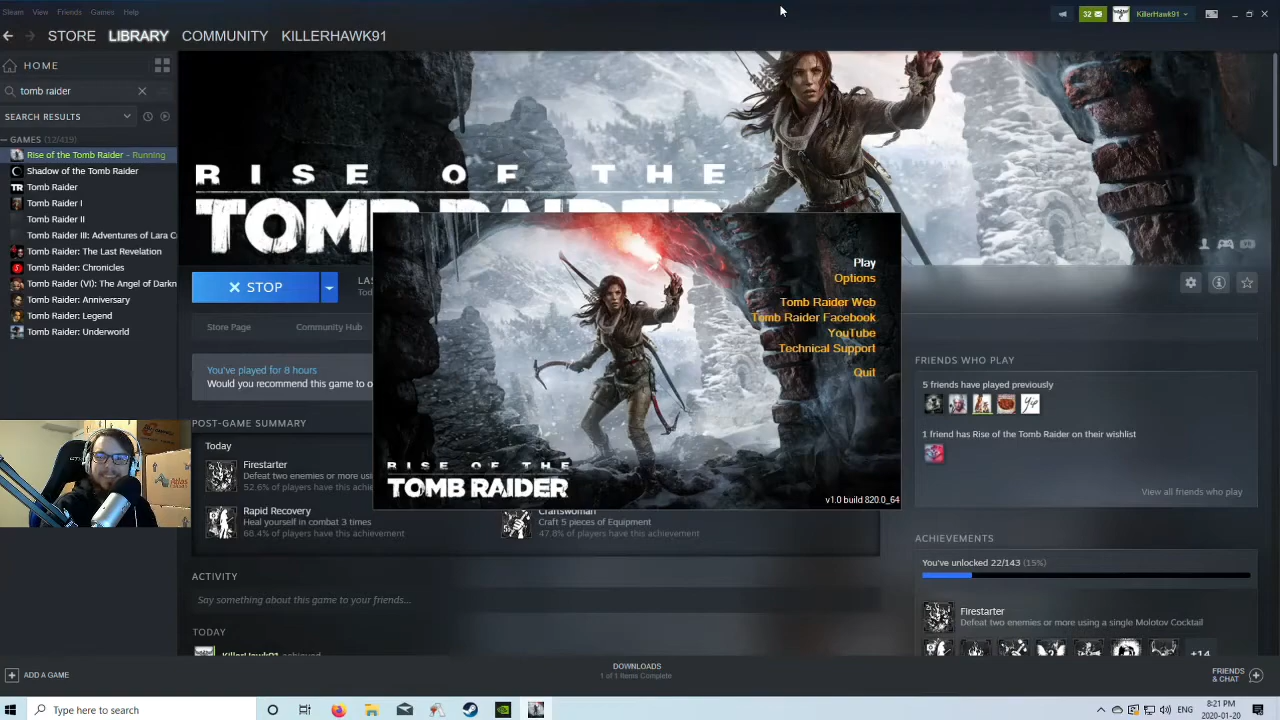 Steam View Friends Games Help
32
KillerHawk91
STORE LIBRARY COMMUNITY KILLERHAWK91
HOME
tomb raider
SEARCH RESULTS
GAMES (12/419)
Rise of the Tomb Raider - Running
Shadow of the Tomb Raider
TR Tomb Raider
Tomb Raider I
Tomb Raider II
Tomb Raider III: Adventures of Lara C
Tomb Raider: The Last Revelation
Tomb Raider: Chronicles
Tomb Raider (VI): The Angel of Darkn
Tomb Raider: Anniversary
Tomb Raider: Legend
Tomb Raider: Underworld
ADD A GAME
RISE OF THE
TOMB RAIDER
STOP
LAS
Tod
Store Page Community Hub
You've played for 8 hours
Would you recommend this game to o
POST-GAME SUMMARY
Today
Firestarter
Defeat two enemies or more usi
52.6% of players have this achie
Rapid Recovery
Heal yourself in combat 3 times
68.4% of players have this achievement
Craftswoman
Craft 5 pieces of Equipment
47.8% of players have this achievement
ACTIVITY
Say something about this game to your friends...
TODAY
KillerHawk91 achieved
Play
Options
Tomb Raider Web
Tomb Raider Facebook
YouTube
Technical Support
Quit
RISE OF THE
TOMB RAIDER
v1.0 build 820.0_64
FRIENDS WHO PLAY
5 friends have played previously
1 friend has Rise of the Tomb Raider on their wishlist
View all friends who play
ACHIEVEMENTS
You've unlocked 22/143 (15%)
Firestarter
Defeat two enemies or more using a single Molotov Cocktail
+14
DOWNLOADS
1 of 1 Items Complete
FRIENDS
& CHAT
Type here to search
ENG
8:21 PM
2020-01-20